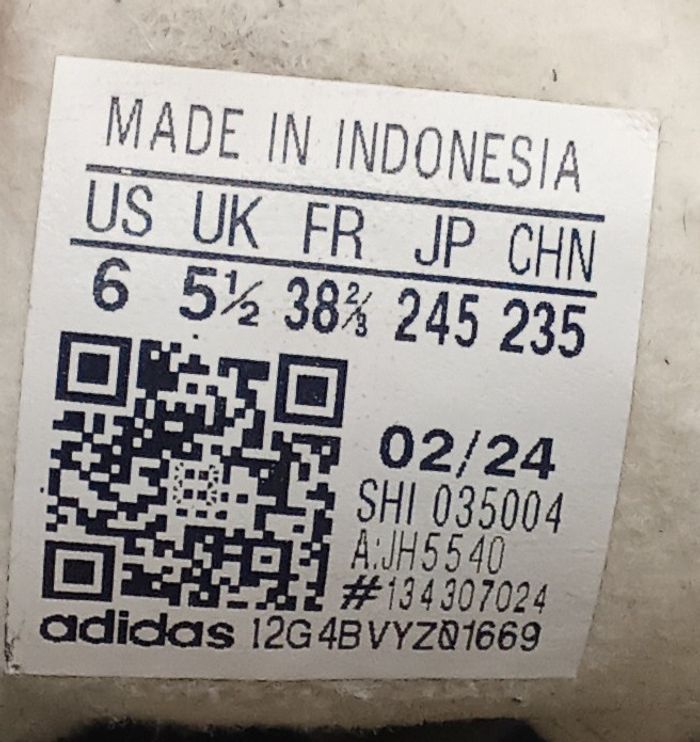 MADE IN INDONESIA
US UK FR JP CHN
6 5½ 38⅔ 245 235
02/24
SHI 035004
A:JH5540
#134307024
adidas 12G4BVYZ01669